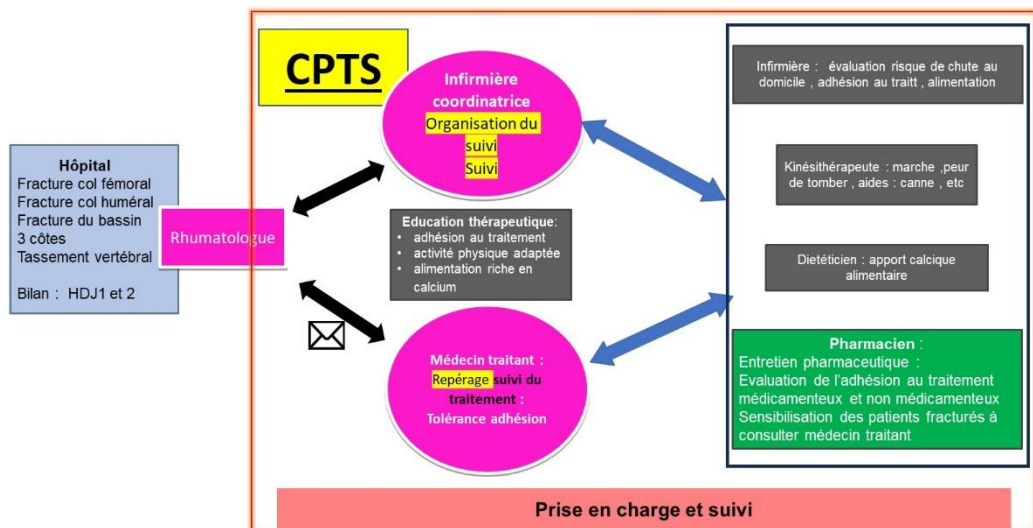 CPTS
Hôpital
Fracture col fémoral
Fracture col huméral
Fracture du bassin
3 côtes
Tassement vertébral
Bilan : HDJ1 et 2
Rhumatologue
Infirmière
coordinatrice
Organisation du
suivi
Suivi
Education thérapeutique:
• adhésion au traitement
• activité physique adaptée
• alimentation riche en
calcium
Médecin traitant :
Repérage suivi du
traitement :
Tolérance adhésion
Infirmière : évaluation risque de chute au
domicile , adhésion au traitt , alimentation
Kinésithérapeute : marche ,peur
de tomber , aides : canne , etc
Dietéticien : apport calcique
alimentaire
Pharmacien :
Entretien pharmaceutique :
Evaluation de l'adhésion au traitement
médicamenteux et non médicamenteux
Sensibilisation des patients fracturés à
consulter médecin traitant
Prise en charge et suivi